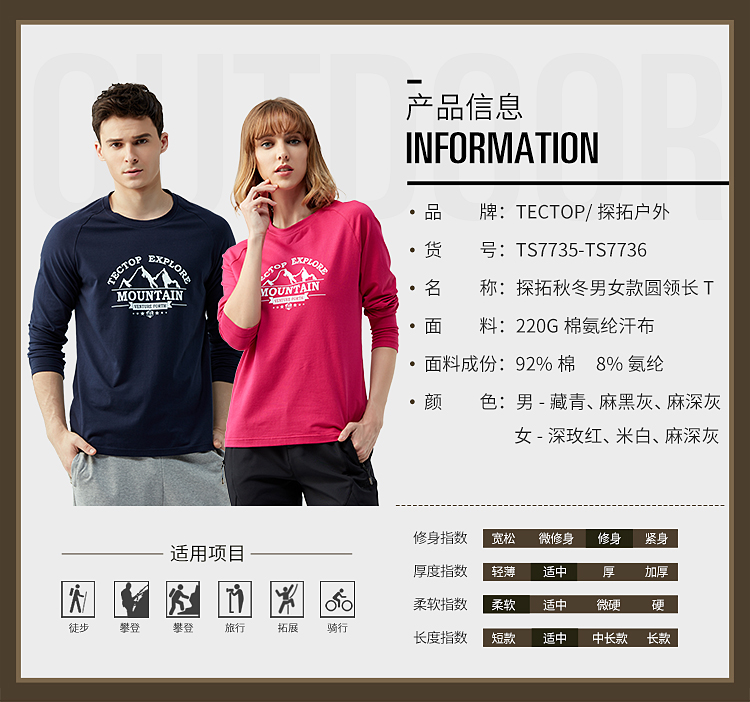 OUTDOOR
产品信息
INFORMATION
• 品 牌：TECTOP/ 探拓户外
• 货 号：TS7735-TS7736
• 名 称：探拓秋冬男女款圆领长 T
• 面 料：220G 棉氨纶汗布
• 面料成份：92% 棉 8% 氨纶
• 颜 色：男 - 藏青、麻黑灰、麻深灰
女 - 深玫红、米白、麻深灰
TECTOP EXPLORE
MOUNTAIN
VENTURE FORTH
TECTOP EXPLORE
MOUNTAIN
VENTURE FORTH
适用项目
徒步 攀登 攀登 旅行 拓展 骑行
修身指数 宽松 微修身 修身 紧身
厚度指数 轻薄 适中 厚 加厚
柔软指数 柔软 适中 微硬 硬
长度指数 短款 适中 中长款 长款